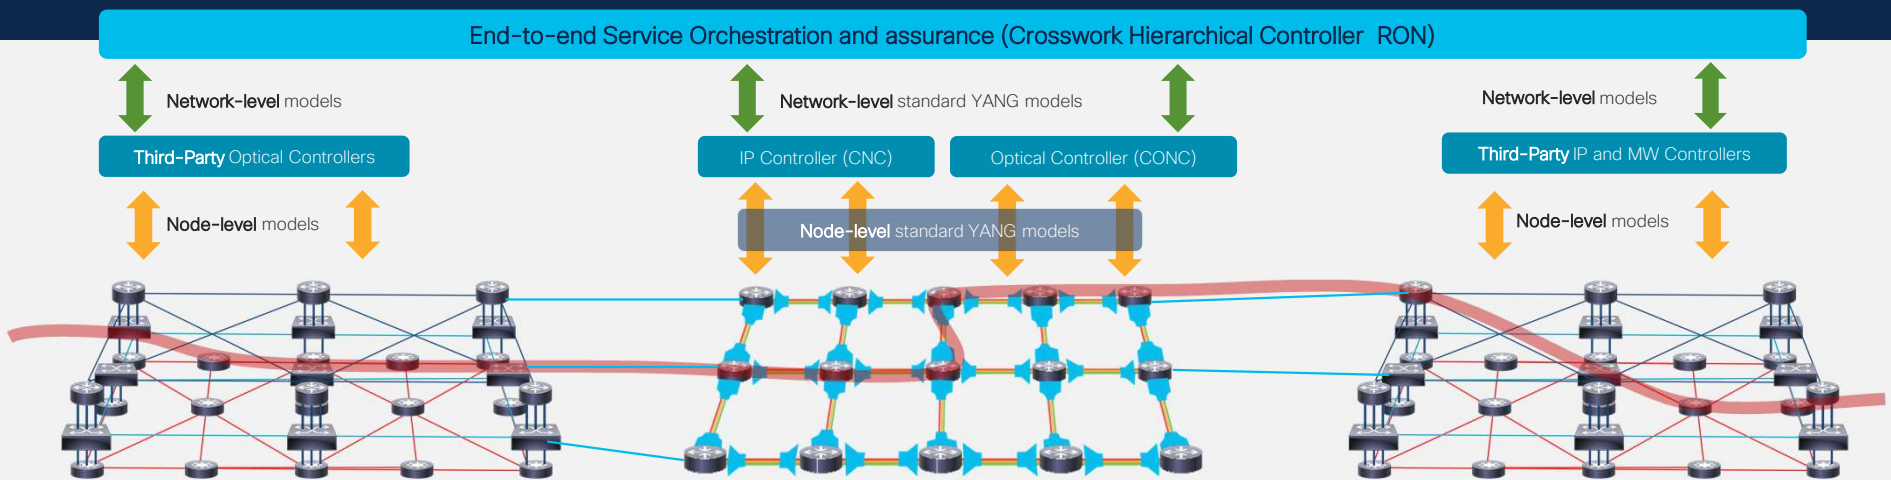 End-to-end Service Orchestration and assurance (Crosswork Hierarchical Controller RON)
Network-level models
Network-level standard YANG models
Network-level models
Third-Party Optical Controllers
IP Controller (CNC)
Optical Controller (CONC)
Third-Party IP and MW Controllers
Node-level models
Node-level standard YANG models
Node-level models